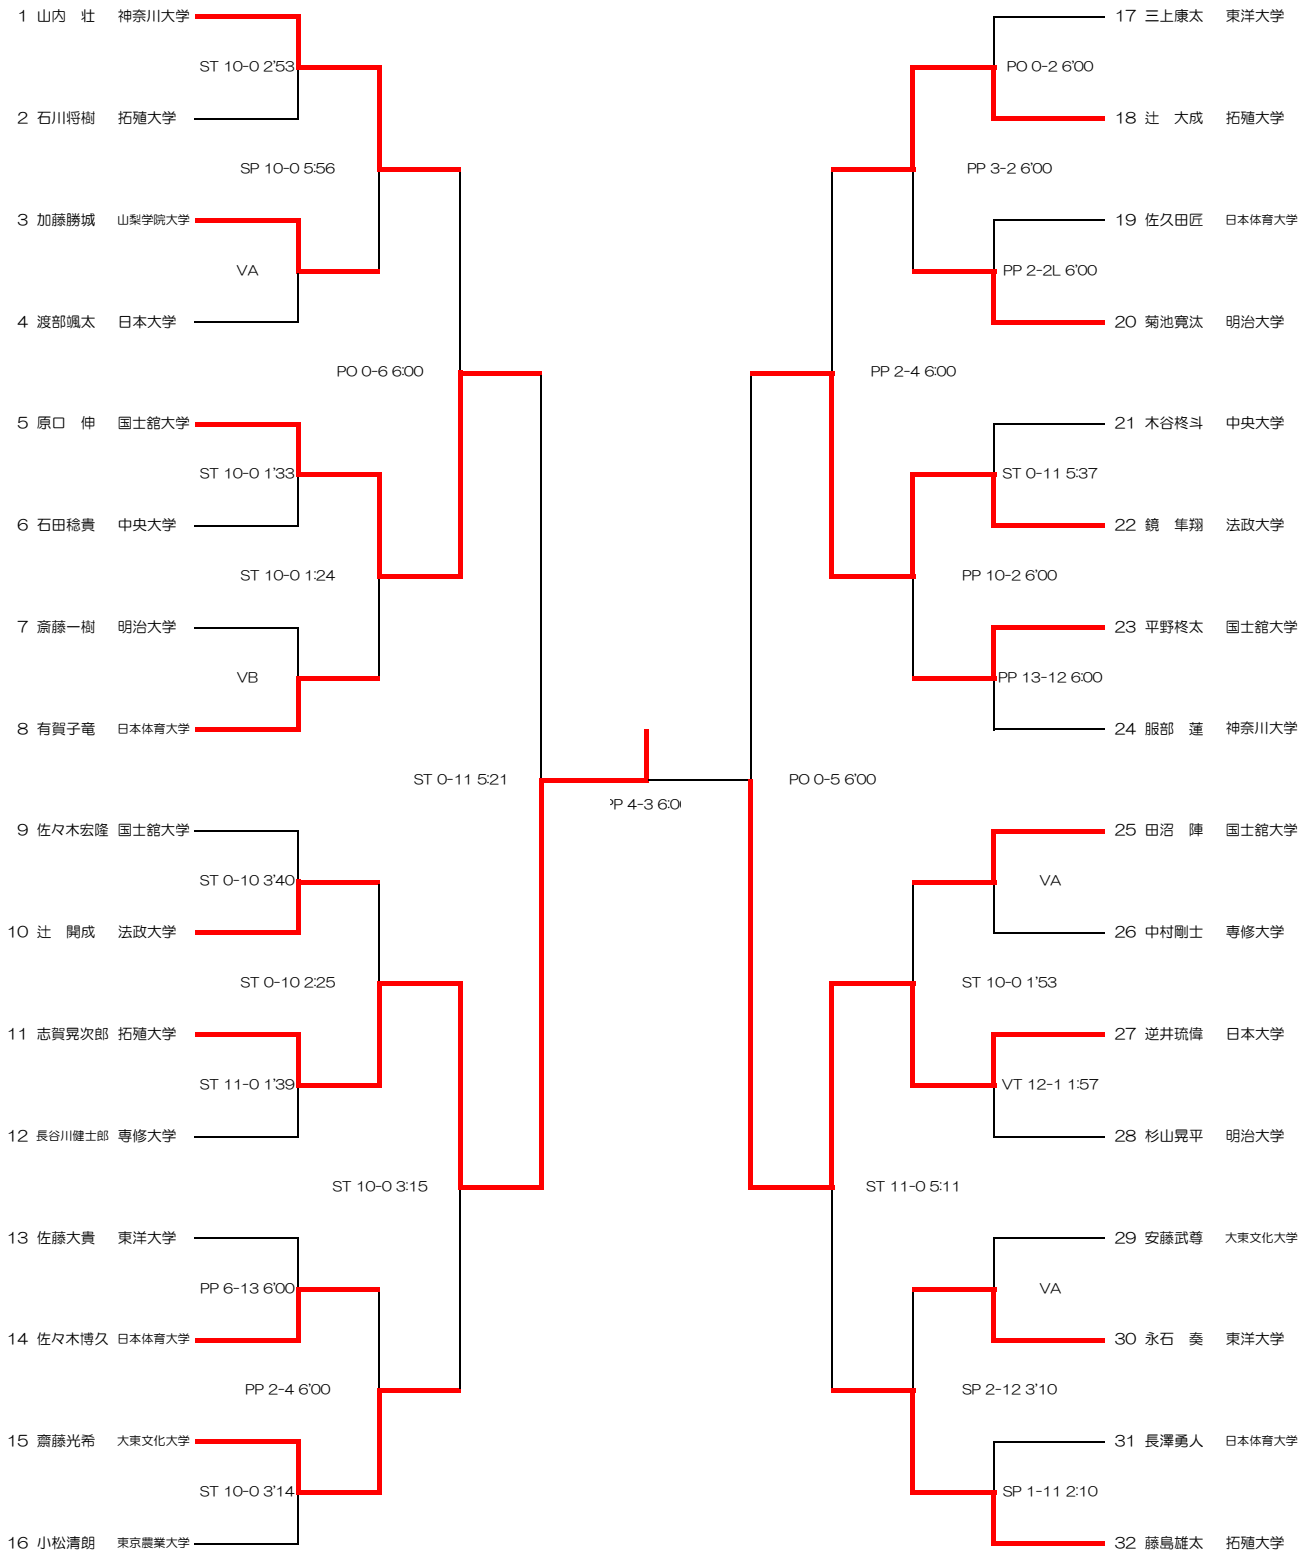 1 山内　壮 神奈川大学
ST 10-0 2'53
2 石川将樹 拓殖大学
SP 10-0 5:56
3 加藤勝城 山梨学院大学
VA
4 渡部颯太 日本大学
PO 0-6 6:00
5 原口　伸 国士舘大学
ST 10-0 1'33
6 石田稔貴 中央大学
ST 10-0 1:24
7 斎藤一樹 明治大学
VB
8 有賀子竜 日本体育大学
ST 0-11 5:21
9 佐々木宏隆 国士舘大学
ST 0-10 3'40
10 辻　開成 法政大学
ST 0-10 2:25
11 志賀晃次郎 拓殖大学
ST 11-0 1'39
12 長谷川健士郎 専修大学
ST 10-0 3:15
13 佐藤大貴 東洋大学
PP 6-13 6'00
14 佐々木博久 日本体育大学
PP 2-4 6'00
15 齋藤光希 大東文化大学
ST 10-0 3'14
16 小松清朗 東京農業大学
PP 4-3 6:0
17 三上康太 東洋大学
PO 0-2 6'00
18 辻　大成 拓殖大学
PP 3-2 6'00
19 佐久田匠 日本体育大学
PP 2-2L 6'00
20 菊池寛汰 明治大学
PP 2-4 6:00
21 木谷柊斗 中央大学
ST 0-11 5:37
22 鏡　隼翔 法政大学
PP 10-2 6'00
23 平野柊太 国士舘大学
PP 13-12 6:00
24 服部　蓮 神奈川大学
PO 0-5 6'00
25 田沼　陣 国士舘大学
VA
26 中村剛士 専修大学
ST 10-0 1'53
27 逆井琉偉 日本大学
VT 12-1 1:57
28 杉山晃平 明治大学
ST 11-0 5:11
29 安藤武尊 大東文化大学
VA
30 永石　奏 東洋大学
SP 2-12 3'10
31 長澤勇人 日本体育大学
SP 1-11 2:10
32 藤島雄太 拓殖大学